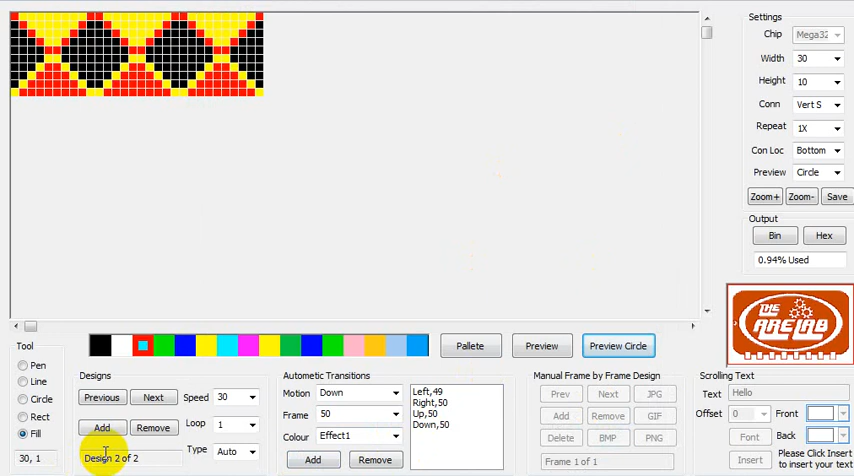 Settings
Chip Mega32
Width 30
Height 10
Conn Vert S
Repeat 1X
Con Loc Bottom
Preview Circle
Zoom+ Zoom- Save
Output
Bin Hex
0.94% Used
THE
ARE LAB
Pallete Preview Preview Circle
Tool
Pen
Line
Circle
Rect
Fill
30, 1
Designs
Previous Next Speed 30
Add Remove Loop 1
Design 2 of 2 Type Auto
Autometic Transitions
Motion Down
Frame 50
Colour Effect1
Add Remove
Left,49
Right,50
Up,50
Down,50
Manual Frame by Frame Design
Prev Next JPG
Add Remove GIF
Delete BMP PNG
Frame 1 of 1
Scrolling Text
Text Hello
Offset 0 Front
Font Back
Insert
Please Click Insert
to insert your text